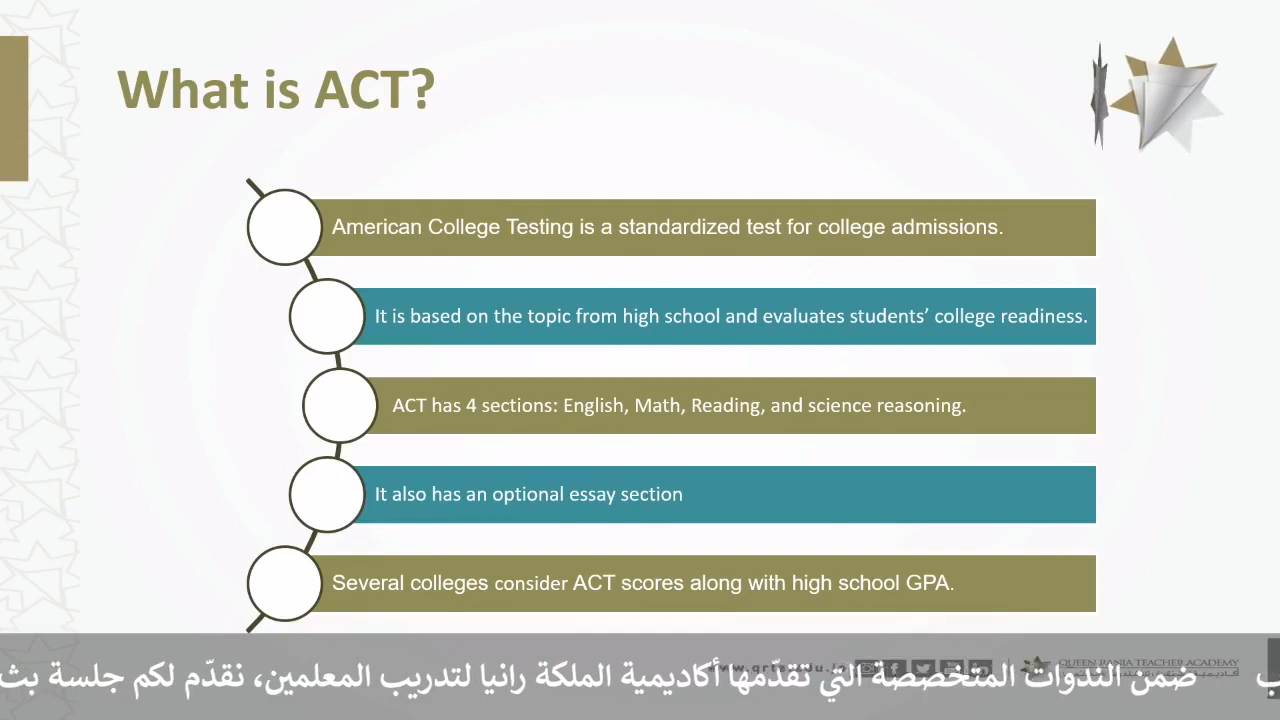 What is ACT?
American College Testing is a standardized test for college admissions.
It is based on the topic from high school and evaluates students’ college readiness.
ACT has 4 sections: English, Math, Reading, and science reasoning.
It also has an optional essay section
Several colleges consider ACT scores along with high school GPA.
QUEEN RANIA TEACHER ACADEMY
ضمن الندوات المتخصصة التي تقدّمها أكاديمية الملكة رانيا لتدريب المعلمين، نقدّم لكم جلسة بث